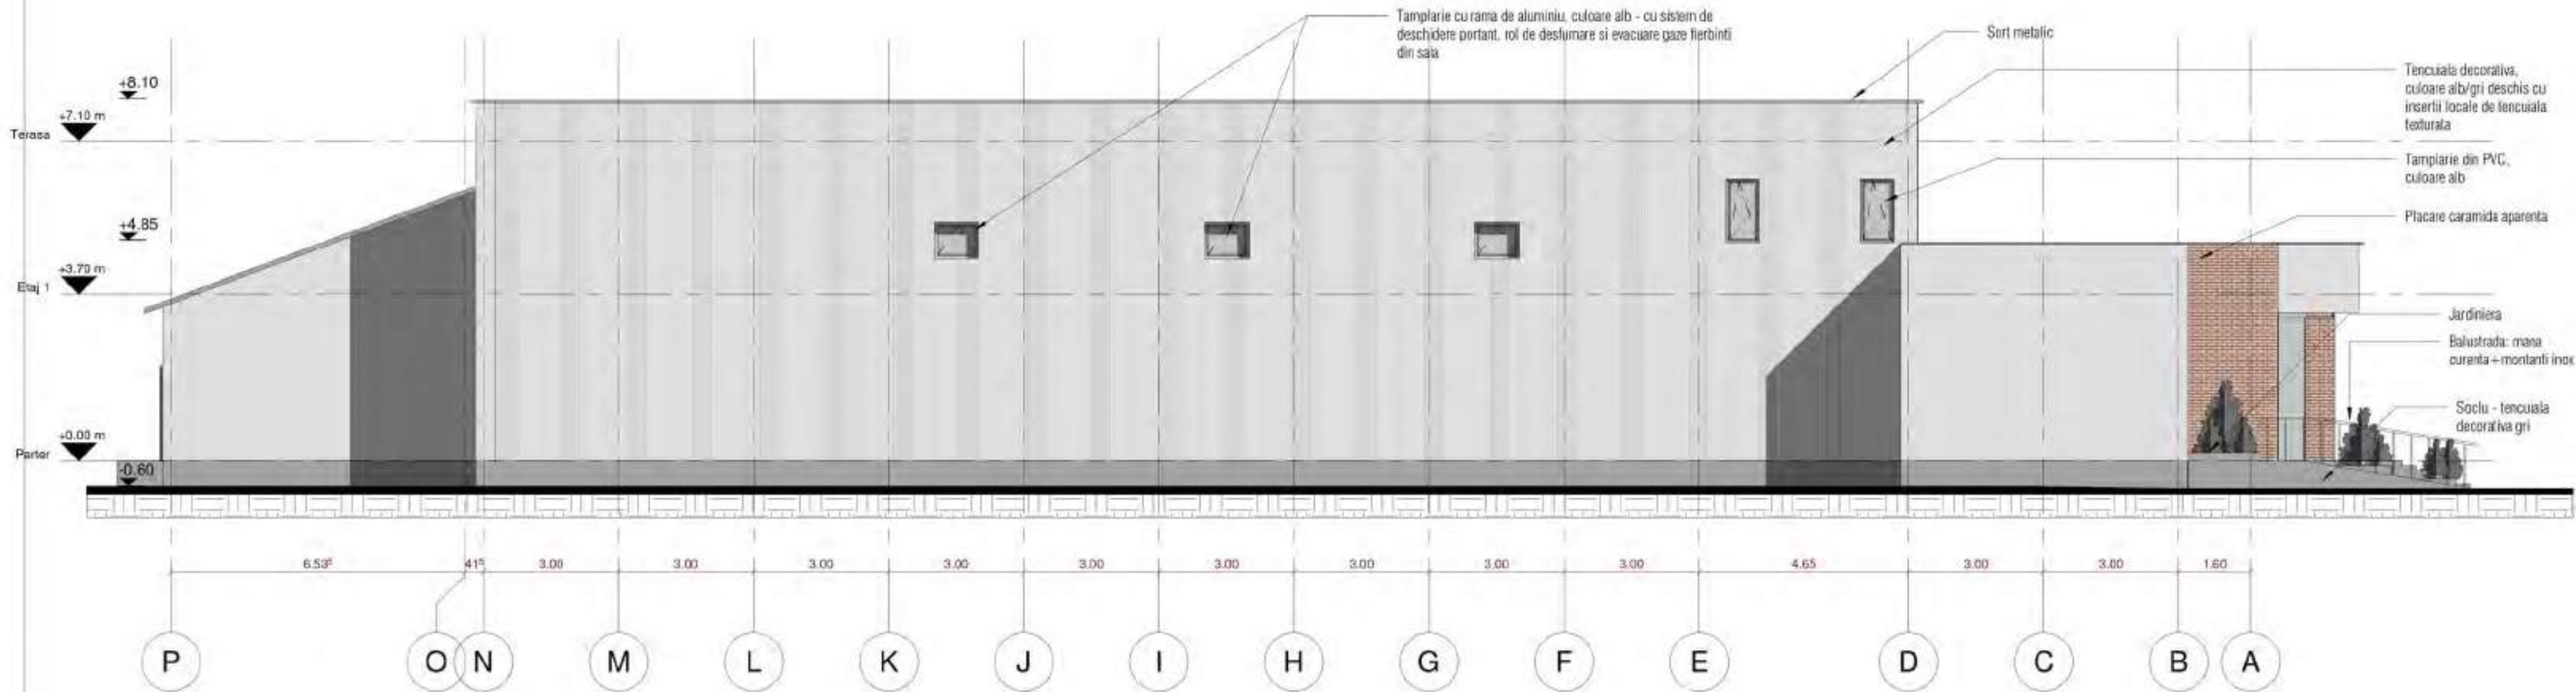 Tamplarie cu rama de aluminiu, culoare alb - cu sistem de
deschidere portant, rol de desfumare si evacuare gaze fierbinti
din sala
Sort metalic
Tencuiala decorativa,
culoare alb/gri deschis cu
insertii locale de tencuiala
texturata
Tamplarie din PVC,
culoare alb
Placare caramida aparenta
Jardiniera
Balustrada: mana
curenta+montanti inox
Soclu - tencuiala
decorativa gri
+8.10
+7.10 m
Terasa
+4.85
+3.70 m
Etaj 1
+0.00 m
Parter
-0.60
6.53⁵ 41⁵ 3.00 3.00 3.00 3.00 3.00 3.00 3.00 3.00 3.00 4.65 3.00 3.00 1.60
P O N M L K J I H G F E D C B A